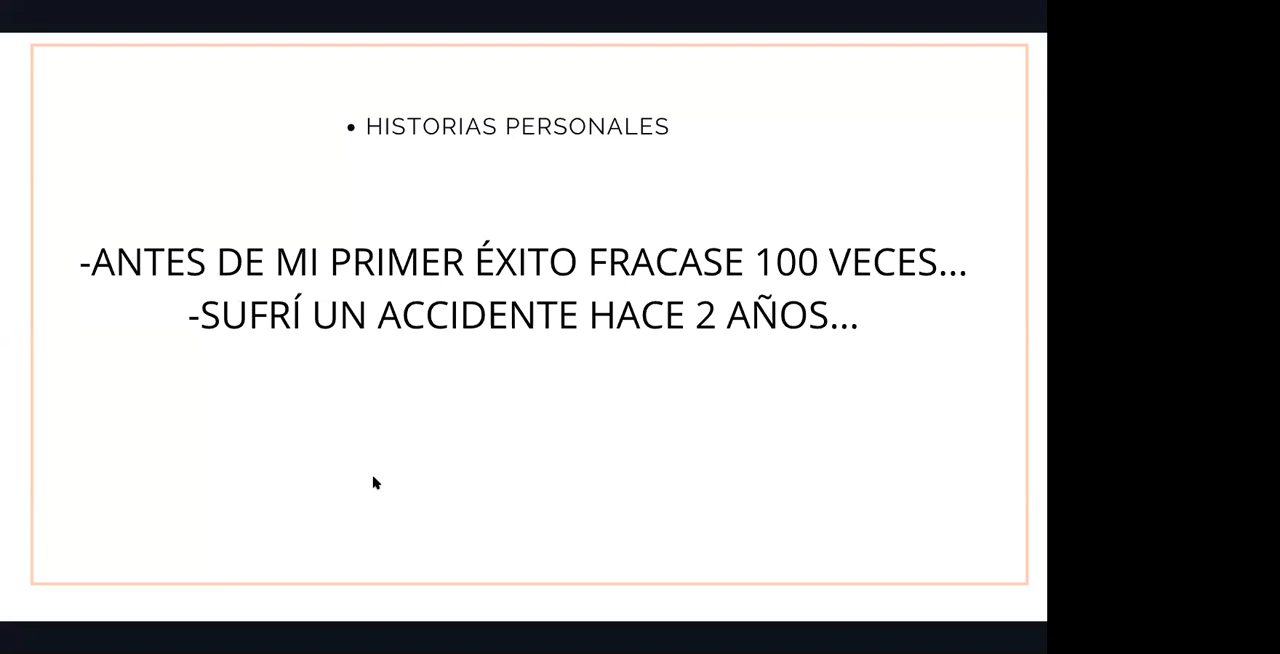 • HISTORIAS PERSONALES
-ANTES DE MI PRIMER ÉXITO FRACASE 100 VECES...
-SUFRÍ UN ACCIDENTE HACE 2 AÑOS...